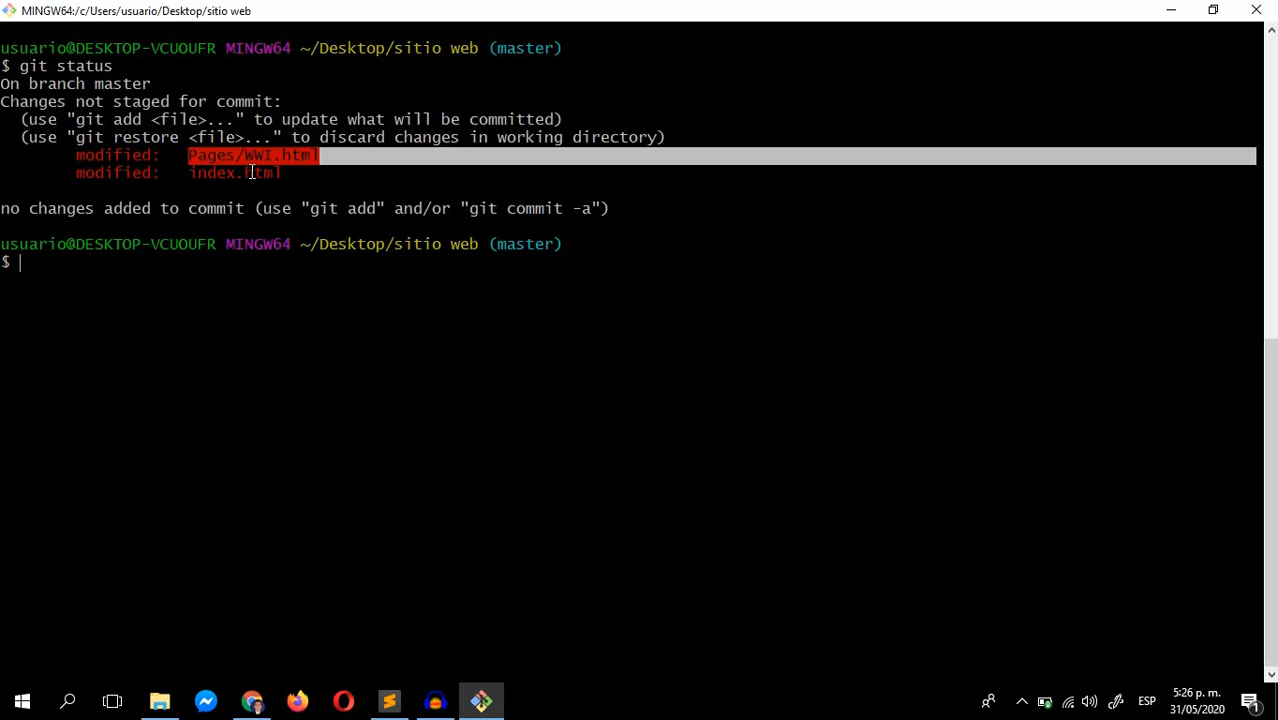 MINGW64:/c/Users/usuario/Desktop/sitio web
usuario@DESKTOP-VCUOUFR MINGW64 ~/Desktop/sitio web (master)
$ git status
On branch master
Changes not staged for commit:
  (use "git add <file>..." to update what will be committed)
  (use "git restore <file>..." to discard changes in working directory)
        modified:   Pages/WWI.html
        modified:   index.html
no changes added to commit (use "git add" and/or "git commit -a")
usuario@DESKTOP-VCUOUFR MINGW64 ~/Desktop/sitio web (master)
$
ESP
5:26 p. m.
31/05/2020
1